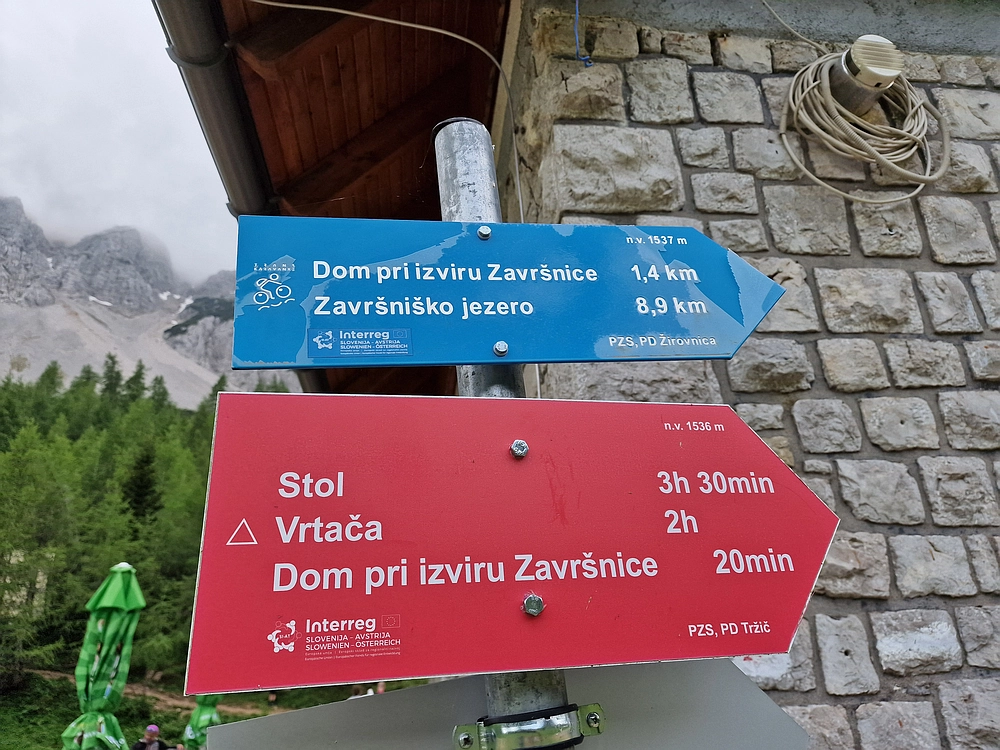 n.v. 1537 m
Dom pri izviru Završnice 1,4 km
Završniško jezero 8,9 km
Interreg
SLOVENIJA – AVSTRIJA
SLOWENIEN – ÖSTERREICH
PZS, PD Žirovnica
n.v. 1536 m
Stol 3h 30min
Vrtača 2h
Dom pri izviru Završnice 20min
Interreg
SLOVENIJA – AVSTRIJA
SLOWENIEN – ÖSTERREICH
PZS, PD Tržič